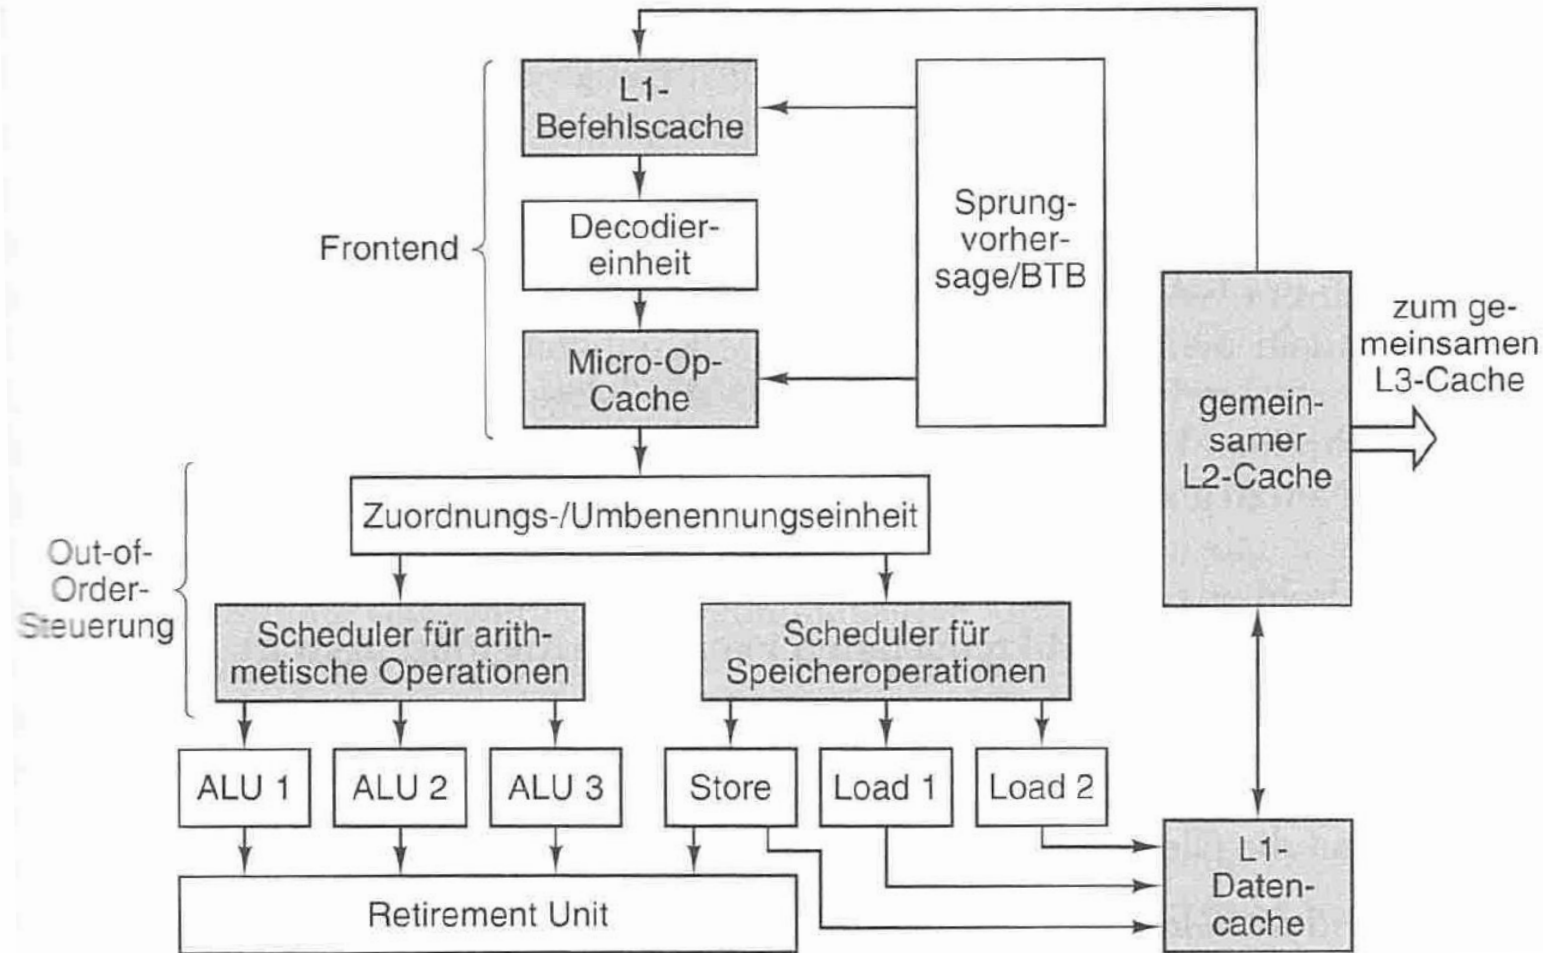 L1-
Befehlscache
Decodier-
einheit
Micro-Op-
Cache
Frontend
Sprung-
vorher-
sage/BTB
gemein-
samer
L2-Cache
zum ge-
meinsamen
L3-Cache
Zuordnungs-/Umbenennungseinheit
Out-of-
Order-
Steuerung
Scheduler für arith-
metische Operationen
Scheduler für
Speicheroperationen
ALU 1
ALU 2
ALU 3
Store
Load 1
Load 2
L1-
Daten-
cache
Retirement Unit